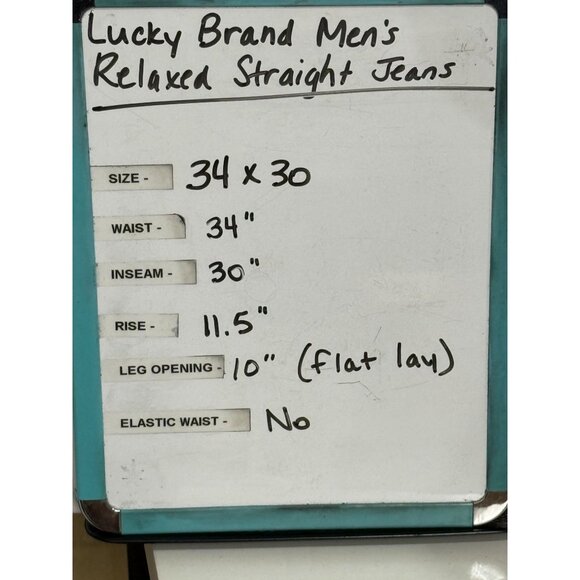 Lucky Brand Men's
Relaxed Straight Jeans
SIZE - 34 x 30
WAIST - 34"
INSEAM - 30"
RISE - 11.5"
LEG OPENING - 10" (flat lay)
ELASTIC WAIST - No